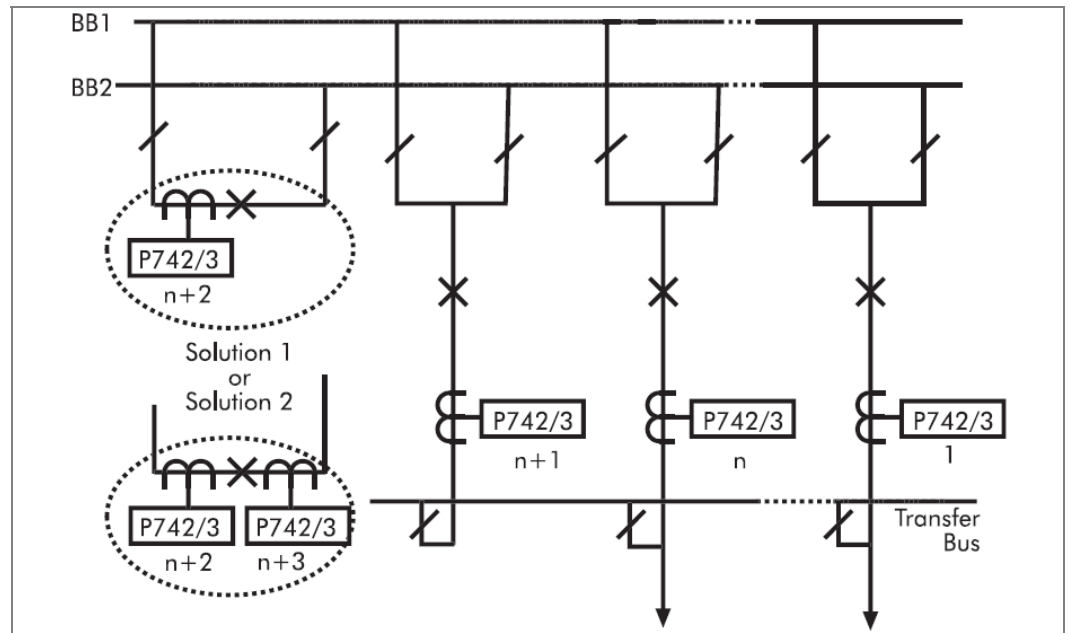 BB1
BB2
P742/3
n+2
Solution 1
or
Solution 2
P742/3
n+2
P742/3
n+3
P742/3
n+1
P742/3
n
P742/3
1
Transfer
Bus